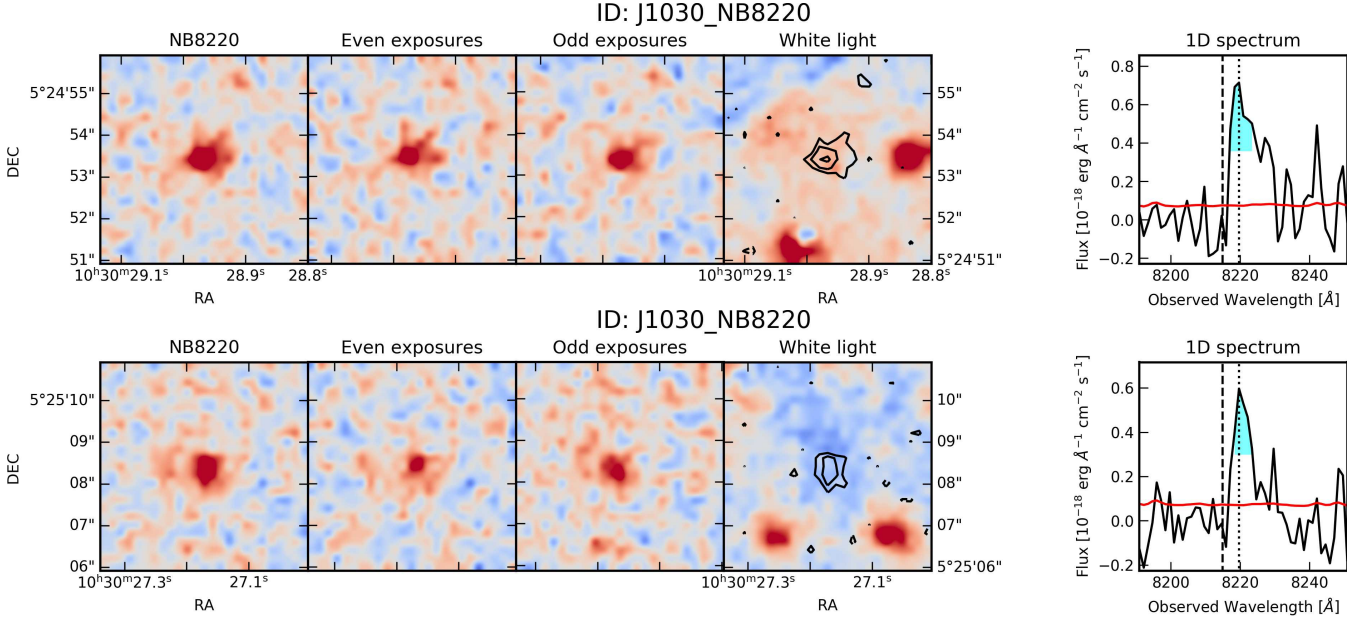 ID: J1030_NB8220
NB8220 Even exposures Odd exposures White light 1D spectrum
DEC
5°24'55" 54" 53" 52" 51"
55" 54" 53" 52" 5°24'51"
10ʰ30ᵐ29.1ˢ 28.9ˢ 28.8ˢ 10ʰ30ᵐ29.1ˢ 28.9ˢ 28.8ˢ
RA RA
Flux [10⁻¹⁸ erg Å⁻¹ cm⁻² s⁻¹]
0.8 0.6 0.4 0.2 0.0 −0.2
8200 8220 8240
Observed Wavelength [Å]
ID: J1030_NB8220
NB8220 Even exposures Odd exposures White light 1D spectrum
DEC
5°25'10" 09" 08" 07" 06"
10" 09" 08" 07" 5°25'06"
10ʰ30ᵐ27.3ˢ 27.1ˢ 10ʰ30ᵐ27.3ˢ 27.1ˢ
RA RA
Flux [10⁻¹⁸ erg Å⁻¹ cm⁻² s⁻¹]
0.6 0.4 0.2 0.0 −0.2
8200 8220 8240
Observed Wavelength [Å]